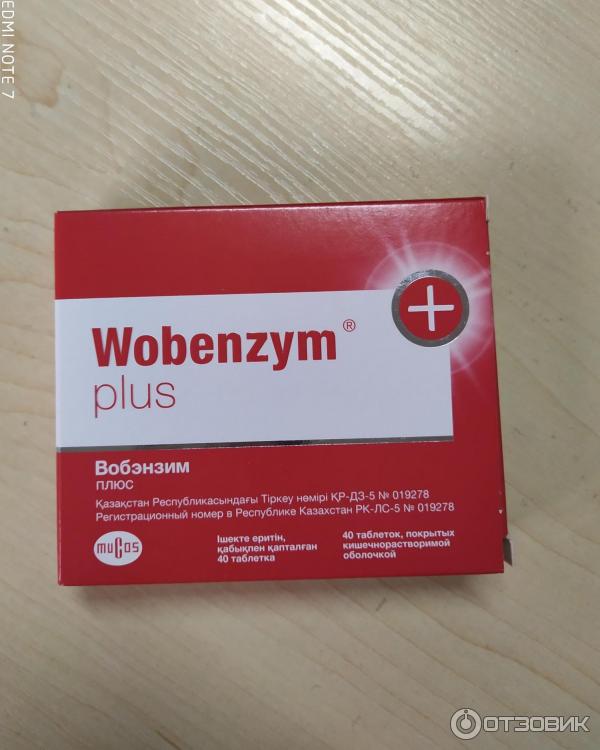 EDMI NOTE 7
Wobenzym®
plus
Вобэнзим
плюс
Қазақстан Республикасындағы Тіркеу нөмірі ҚР-ДЗ-5 № 019278
Регистрационный номер в Республике Казахстан РК-ЛС-5 № 019278
mucos
Ішекте еритін,
қабықпен қапталған
40 таблетка
40 таблеток, покрытых
кишечнорастворимой
оболочкой
ОТЗОВИК